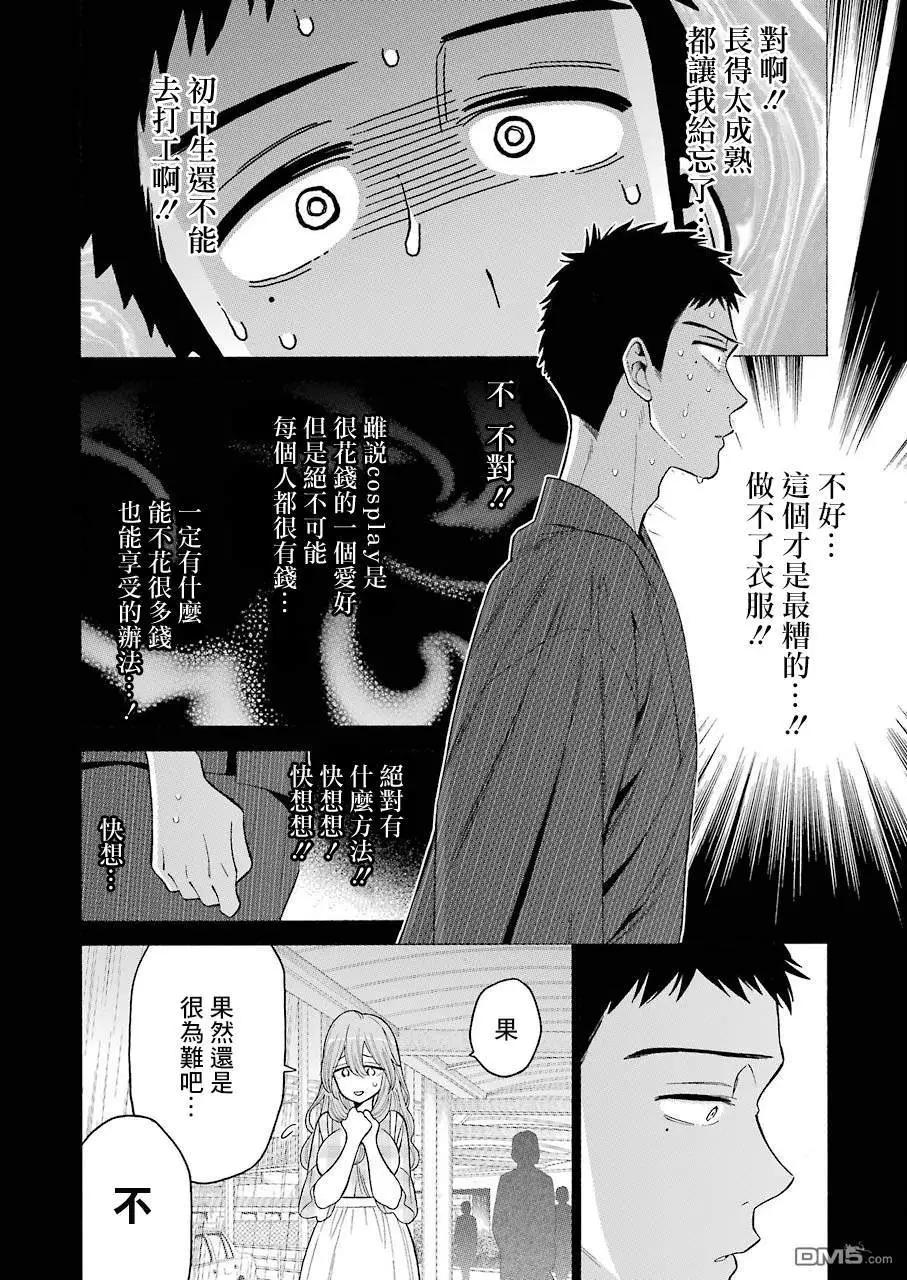 對啊!!
長得太成熟
都讓我給忘了…
初中生還不能
去打工啊!!
不好…
這個才是最糟的…!!
做不了衣服!!
不 不對!!
雖説cosplay是
很花錢的一個愛好
但是絕不可能
每個人都很有錢…
一定有什麼
能不花很多錢
也能享受的辦法…!
絕對有
什麼方法!!
快想想!
快想想!!
快想…
果
果然還是
很為難吧…
不
DM5.com